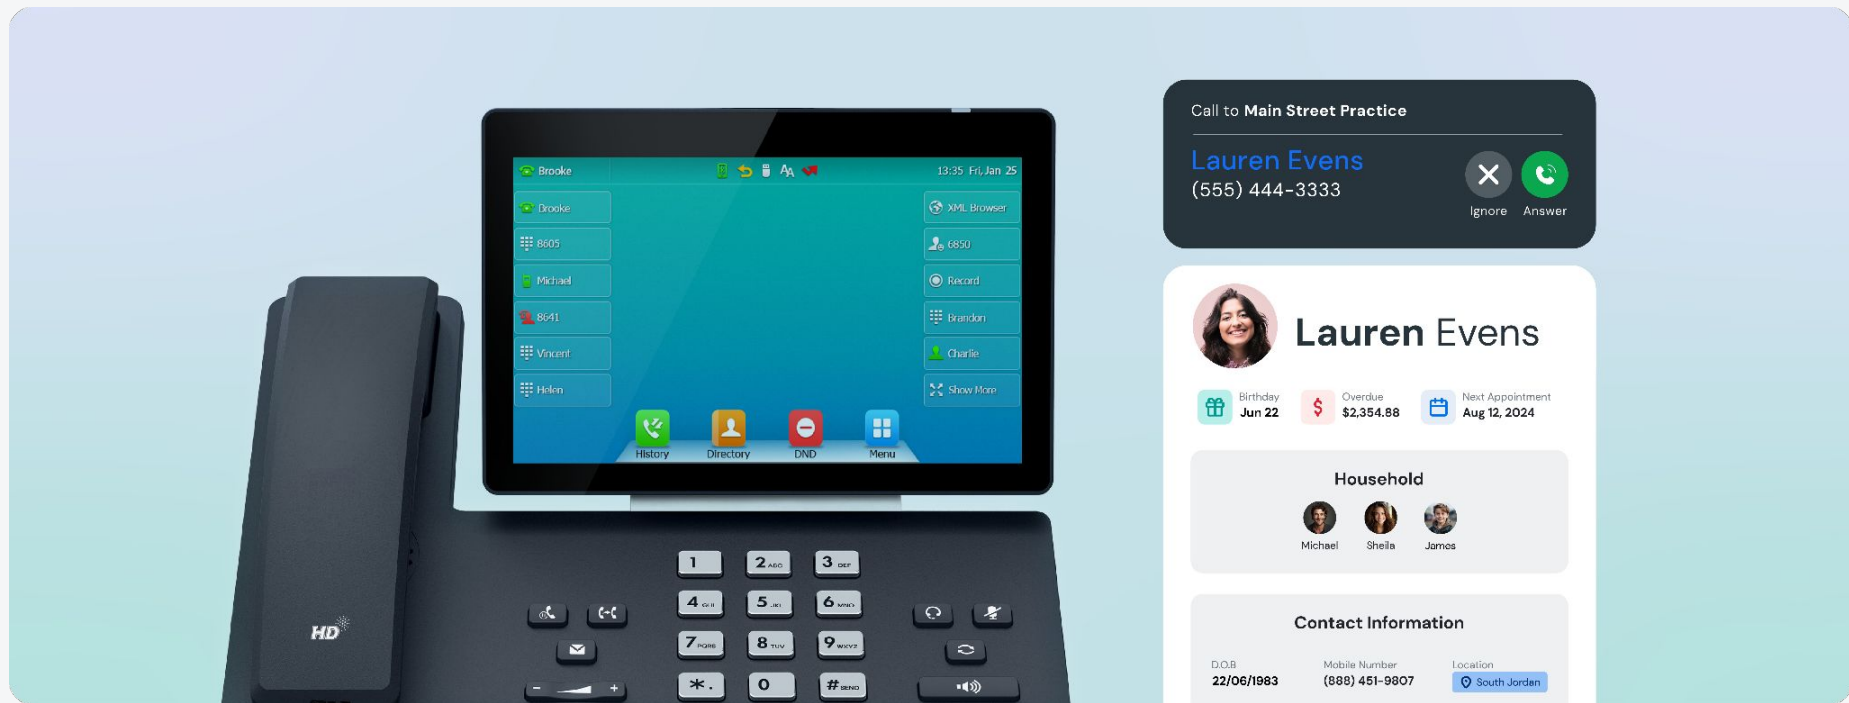 Brooke
13:35 Fri, Jan 25
Brooke
8605
Michael
8641
Vincent
Helen
XML Browser
6850
Record
Brandon
Charlie
Show More
History
Directory
DND
Menu
HD
1
2 ABC
3 DEF
4 GHI
5 JKL
6 MNO
7 PQRS
8 TUV
9 WXYZ
* .
0
# SEND
- +
Call to Main Street Practice
Lauren Evens
(555) 444-3333
Ignore
Answer
Lauren Evens
Birthday
Jun 22
Overdue
$2,354.88
Next Appointment
Aug 12, 2024
Household
Michael
Sheila
James
Contact Information
D.O.B
22/06/1983
Mobile Number
(888) 451-9807
Location
South Jordan